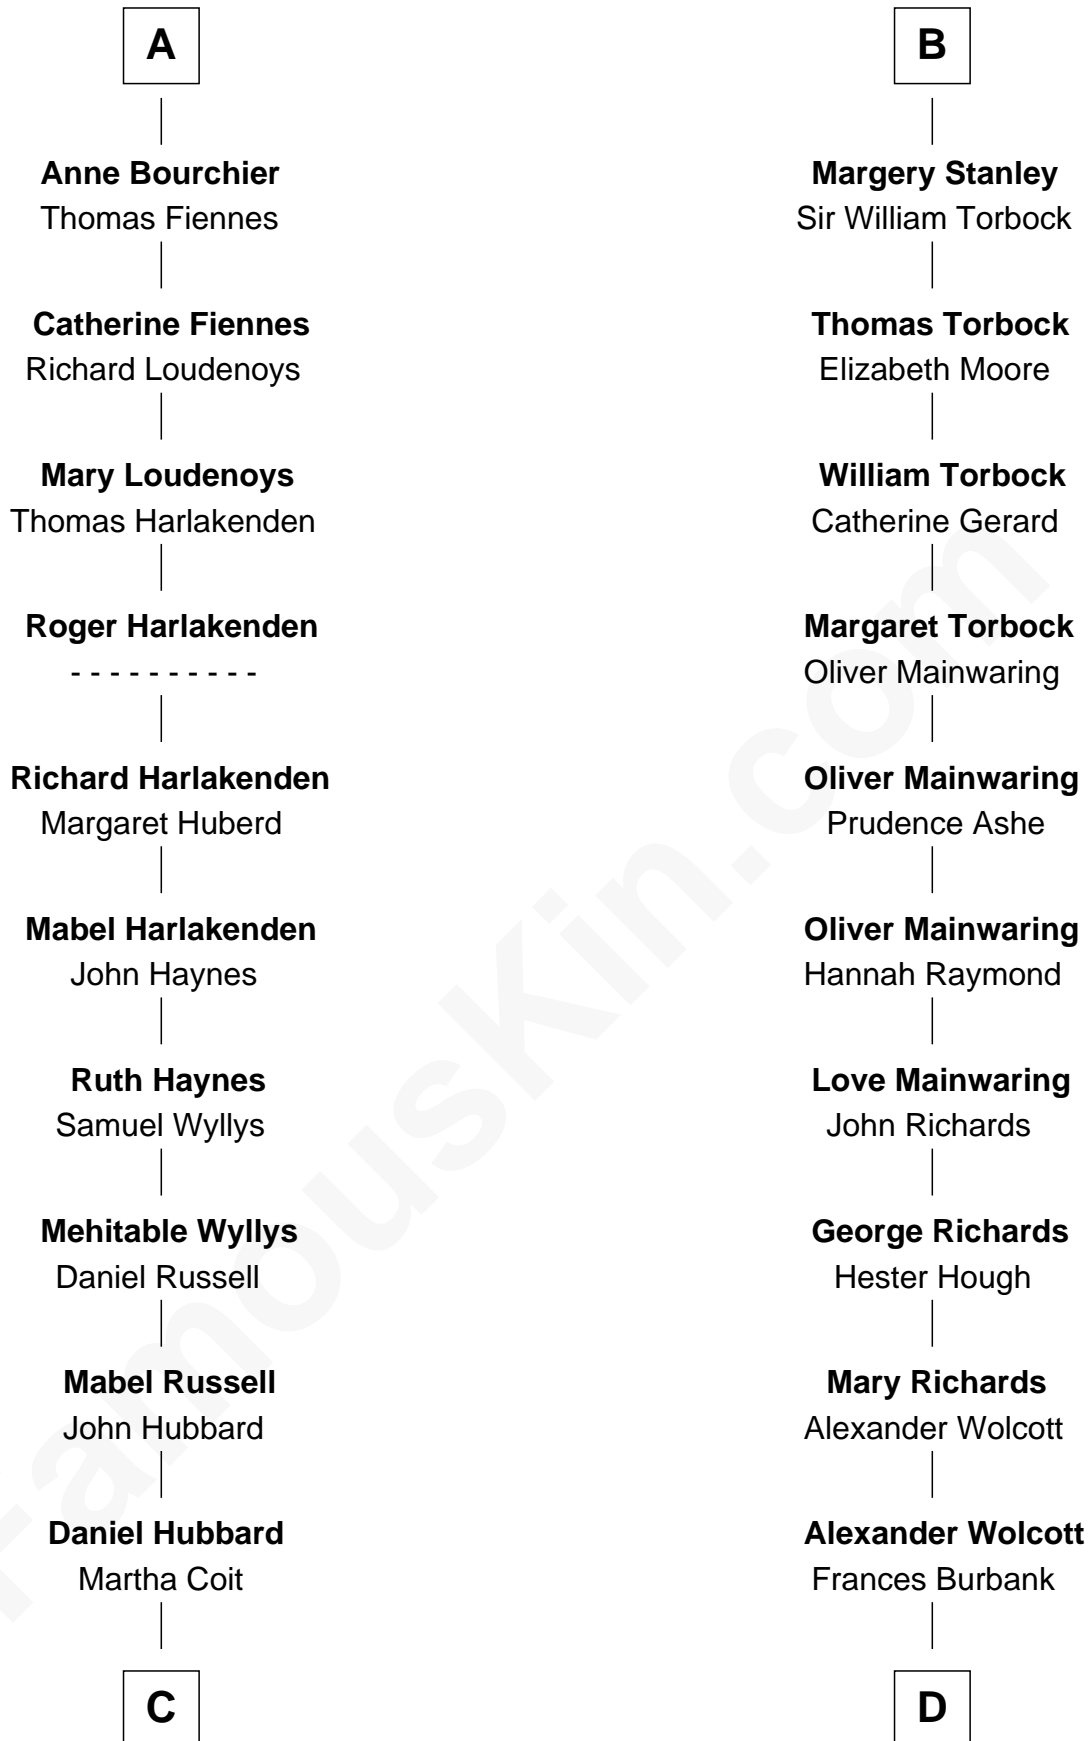 A
Anne Bourchier
Thomas Fiennes
Catherine Fiennes
Richard Loudenoys
Mary Loudenoys
Thomas Harlakenden
Roger Harlakenden
- - - - - - - - - -
Richard Harlakenden
Margaret Huberd
Mabel Harlakenden
John Haynes
Ruth Haynes
Samuel Wyllys
Mehitable Wyllys
Daniel Russell
Mabel Russell
John Hubbard
Daniel Hubbard
Martha Coit
C
B
Margery Stanley
Sir William Torbock
Thomas Torbock
Elizabeth Moore
William Torbock
Catherine Gerard
Margaret Torbock
Oliver Mainwaring
Oliver Mainwaring
Prudence Ashe
Oliver Mainwaring
Hannah Raymond
Love Mainwaring
John Richards
George Richards
Hester Hough
Mary Richards
Alexander Wolcott
Alexander Wolcott
Frances Burbank
D
FamousKin.com